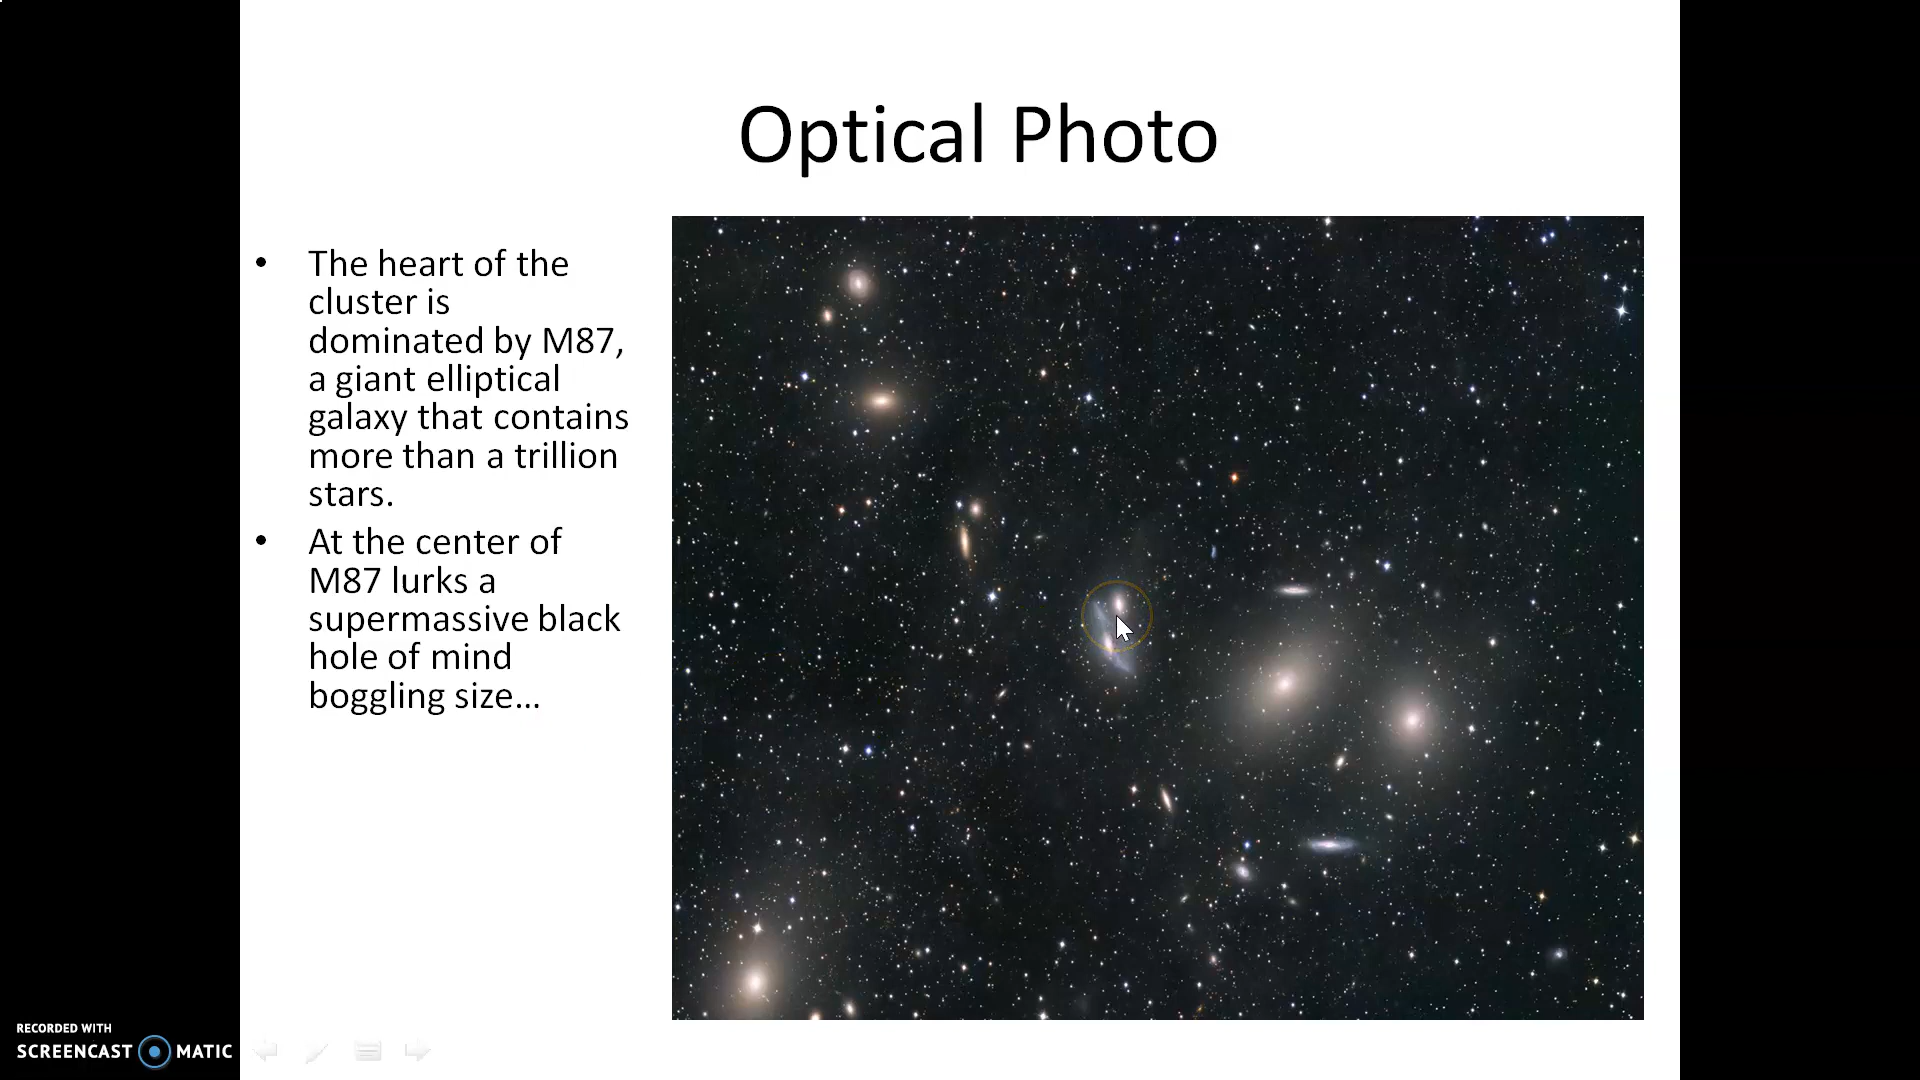 Optical Photo
• The heart of the
cluster is
dominated by M87,
a giant elliptical
galaxy that contains
more than a trillion
stars.
• At the center of
M87 lurks a
supermassive black
hole of mind
boggling size…
RECORDED WITH
SCREENCAST MATIC